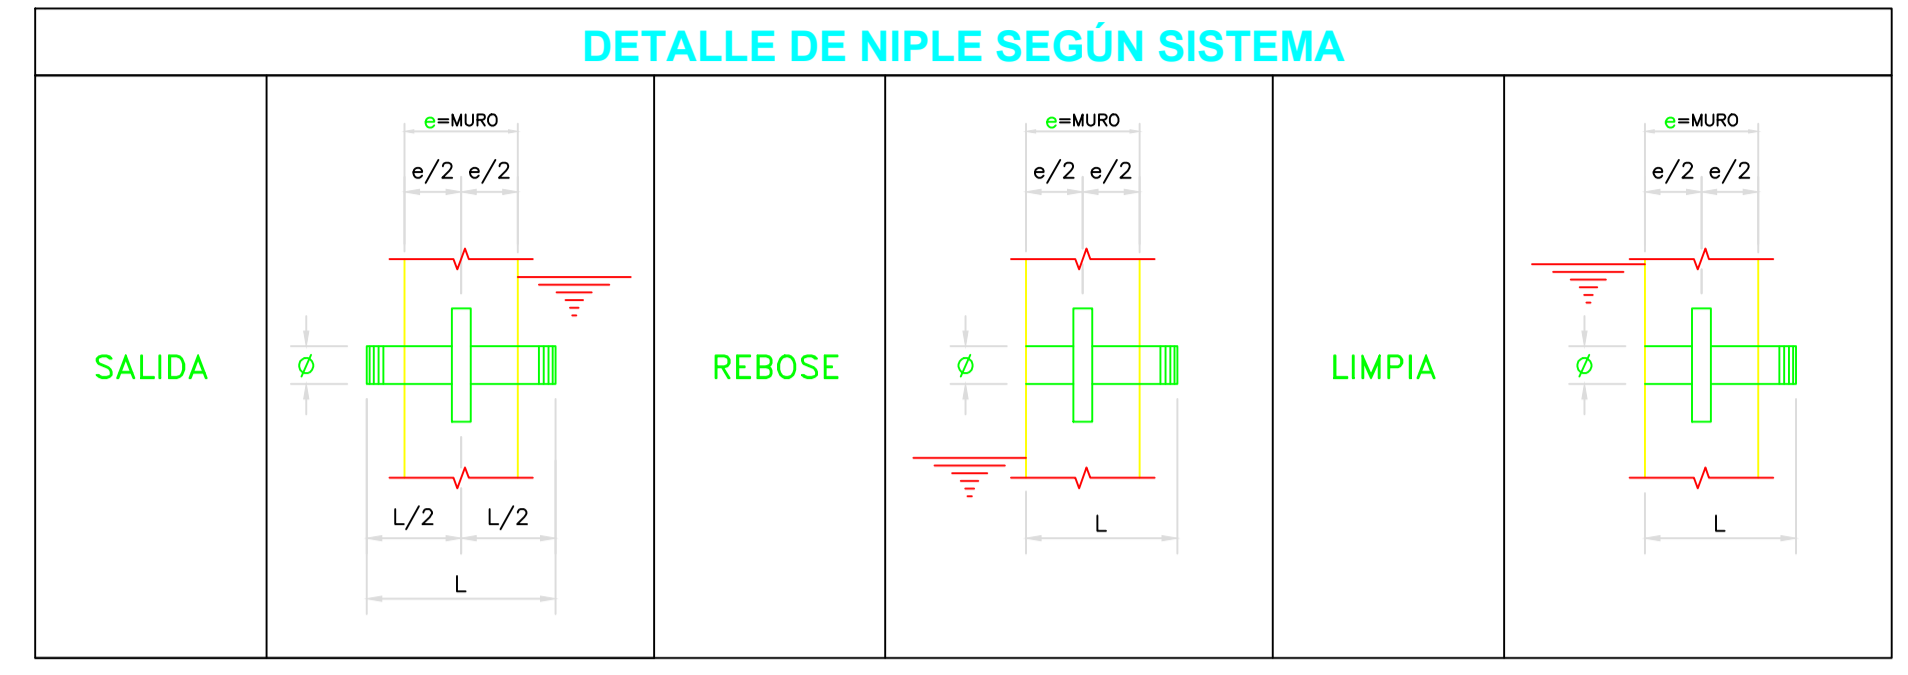 DETALLE DE NIPLE SEGÚN SISTEMA
SALIDA
e=MURO
e/2 e/2
Ø
L/2 L/2
L
REBOSE
e=MURO
e/2 e/2
Ø
L
LIMPIA
e=MURO
e/2 e/2
Ø
L